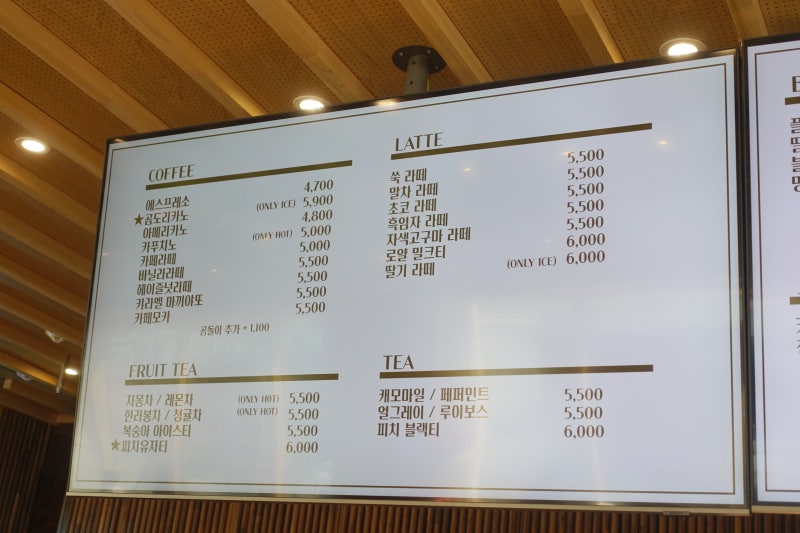 COFFEE
에스프레소 4,700
★곰도리카노 (ONLY ICE) 5,900
아메리카노 4,800
카푸치노 (ONLY HOT) 5,000
카페라떼 5,000
바닐라라떼 5,500
헤이즐넛라떼 5,500
카라멜 마끼아또 5,500
카페모카 5,500
곰돌이 추가 + 1,100
LATTE
쑥 라떼 5,500
말차 라떼 5,500
초코 라떼 5,500
흑임자 라떼 5,500
자색고구마 라떼 5,500
로얄 밀크티 6,000
딸기 라떼 (ONLY ICE) 6,000
FRUIT TEA
자몽차 / 레몬차 (ONLY HOT) 5,500
한라봉차 / 청귤차 (ONLY HOT) 5,500
복숭아 아이스티 5,500
★피치유자티 6,000
TEA
캐모마일 / 페퍼민트 5,500
얼그레이 / 루이보스 5,500
피치 블랙티 6,000